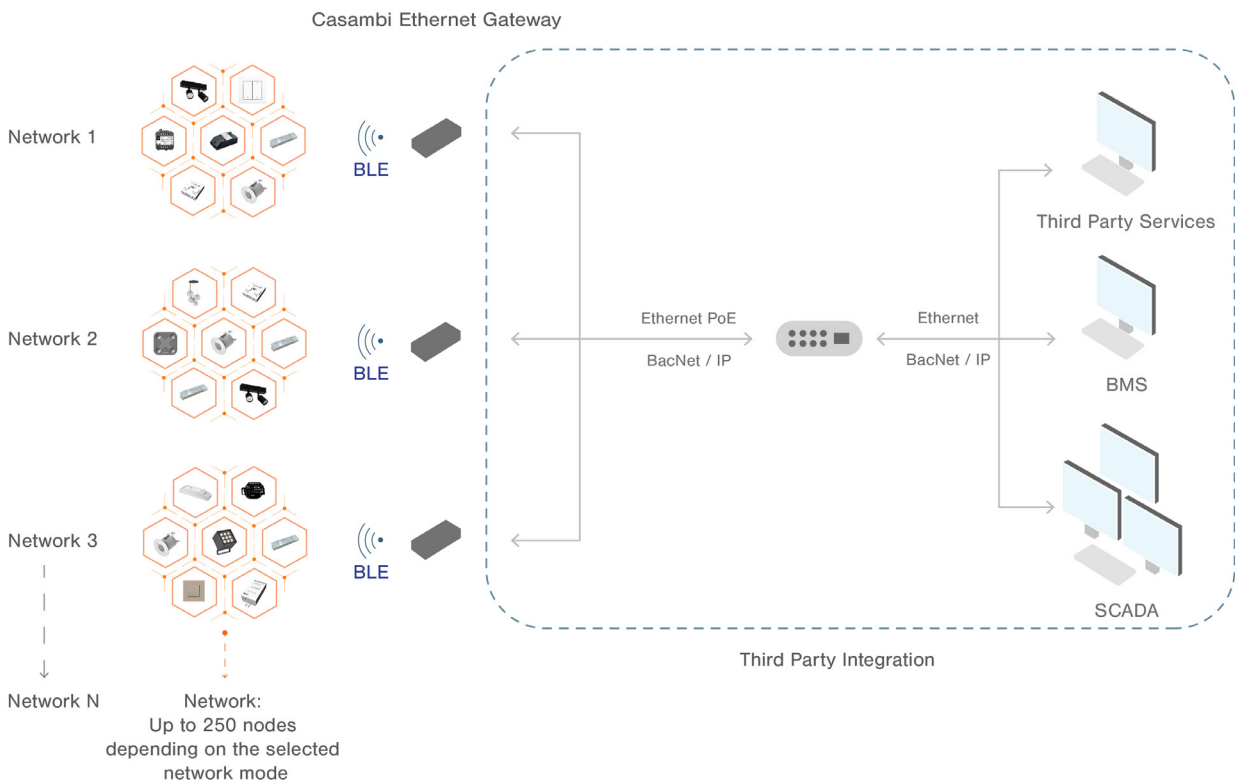 Casambi Ethernet Gateway
Network 1
BLE
Third Party Services
Network 2
BLE
Ethernet PoE
BacNet / IP
Ethernet
BacNet / IP
BMS
Network 3
BLE
SCADA
Third Party Integration
Network N
Network:
Up to 250 nodes
depending on the selected
network mode